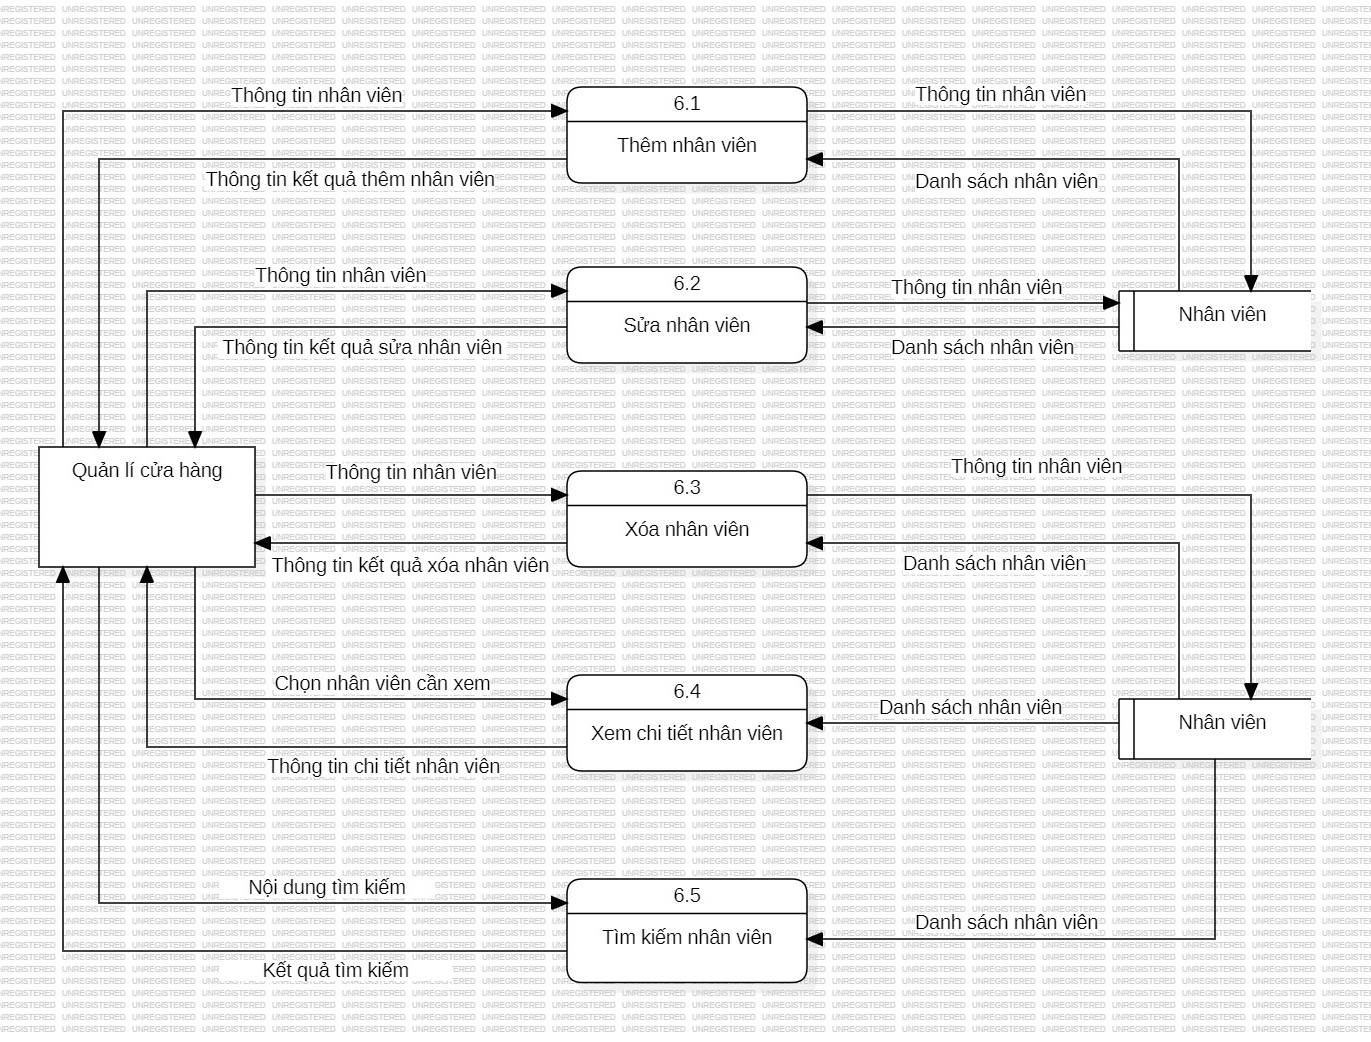 Thông tin nhân viên
6.1
Thông tin nhân viên
Thêm nhân viên
Thông tin kết quả thêm nhân viên
Danh sách nhân viên
Thông tin nhân viên
6.2
Thông tin nhân viên
Sửa nhân viên
Nhân viên
Thông tin kết quả sửa nhân viên
Danh sách nhân viên
Quản lí cửa hàng
Thông tin nhân viên
6.3
Thông tin nhân viên
Xóa nhân viên
Thông tin kết quả xóa nhân viên
Danh sách nhân viên
Chọn nhân viên cần xem
6.4
Danh sách nhân viên
Xem chi tiết nhân viên
Nhân viên
Thông tin chi tiết nhân viên
Nội dung tìm kiếm
6.5
Danh sách nhân viên
Tìm kiếm nhân viên
Kết quả tìm kiếm
UNREGISTERED